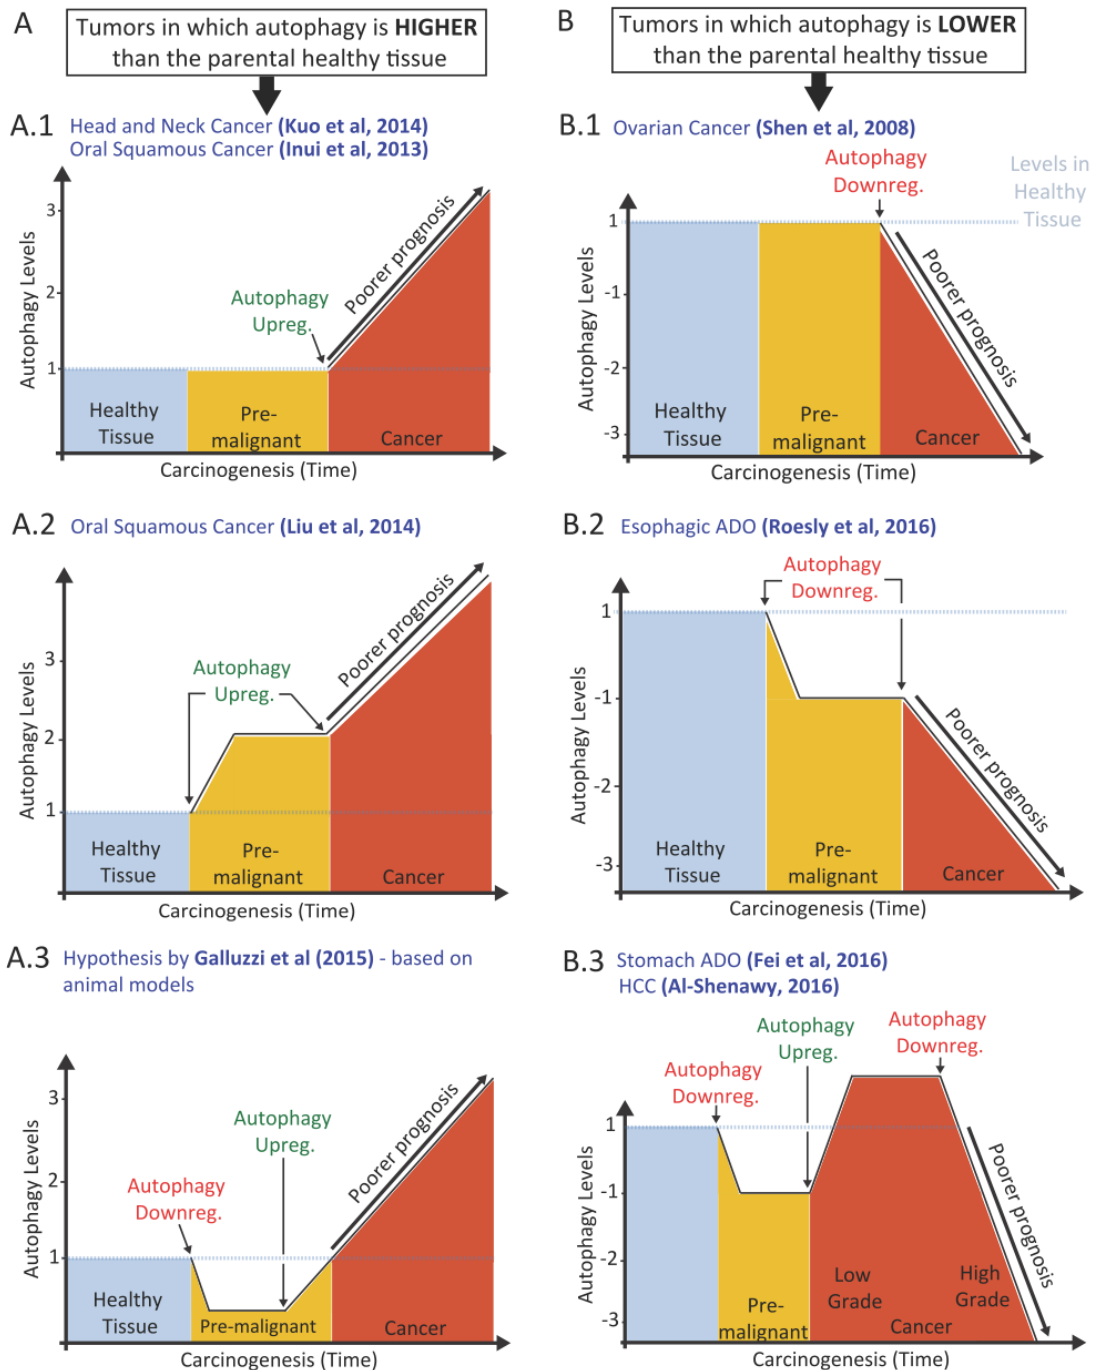 A
Tumors in which autophagy is HIGHER
than the parental healthy tissue
A.1
Head and Neck Cancer (Kuo et al, 2014)
Oral Squamous Cancer (Inui et al, 2013)
Autophagy Levels
3
2
1
Autophagy
Upreg.
Poorer prognosis
Healthy
Tissue
Pre-
malignant
Cancer
Carcinogenesis (Time)
A.2
Oral Squamous Cancer (Liu et al, 2014)
Autophagy Levels
3
2
1
Autophagy
Upreg.
Poorer prognosis
Healthy
Tissue
Pre-
malignant
Cancer
Carcinogenesis (Time)
A.3
Hypothesis by Galluzzi et al (2015) - based on
animal models
Autophagy Levels
3
2
1
Autophagy
Downreg.
Autophagy
Upreg.
Poorer prognosis
Healthy
Tissue
Pre-malignant
Cancer
Carcinogenesis (Time)
B
Tumors in which autophagy is LOWER
than the parental healthy tissue
B.1
Ovarian Cancer (Shen et al, 2008)
Autophagy
Downreg.
Levels in
Healthy
Tissue
Autophagy Levels
1
-1
-2
-3
Poorer prognosis
Healthy
Tissue
Pre-
malignant
Cancer
Carcinogenesis (Time)
B.2
Esophagic ADO (Roesly et al, 2016)
Autophagy
Downreg.
Autophagy Levels
1
-1
-2
-3
Poorer prognosis
Healthy
Tissue
Pre-
malignant
Cancer
Carcinogenesis (Time)
B.3
Stomach ADO (Fei et al, 2016)
HCC (Al-Shenawy, 2016)
Autophagy
Downreg.
Autophagy
Upreg.
Autophagy
Downreg.
Autophagy Levels
1
-1
-2
-3
Poorer prognosis
Healthy
Tissue
Pre-
malignant
Low
Grade
High
Grade
Cancer
Carcinogenesis (Time)